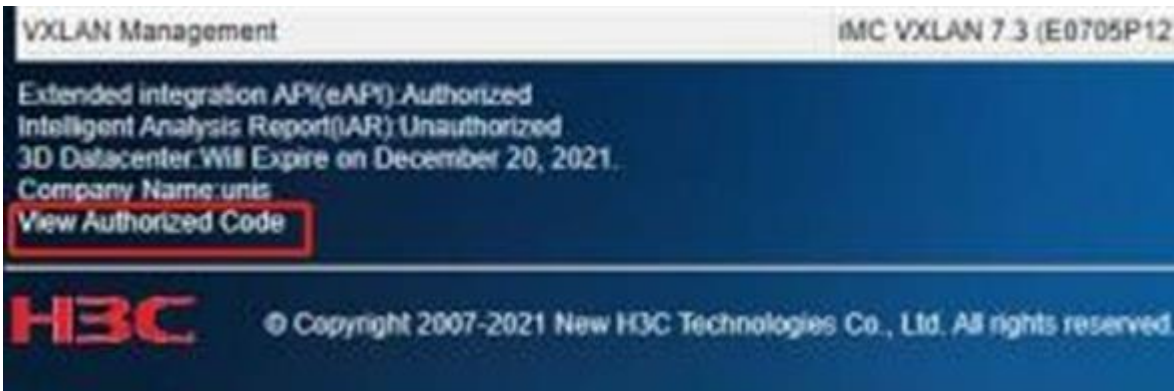 VXLAN Management iMC VXLAN 7.3 (E0705P12
Extended integration API(eAPI):Authorized
Intelligent Analysis Report(iAR):Unauthorized
3D Datacenter:Will Expire on December 20, 2021.
Company Name:unis
View Authorized Code
H3C © Copyright 2007-2021 New H3C Technologies Co., Ltd. All rights reserved